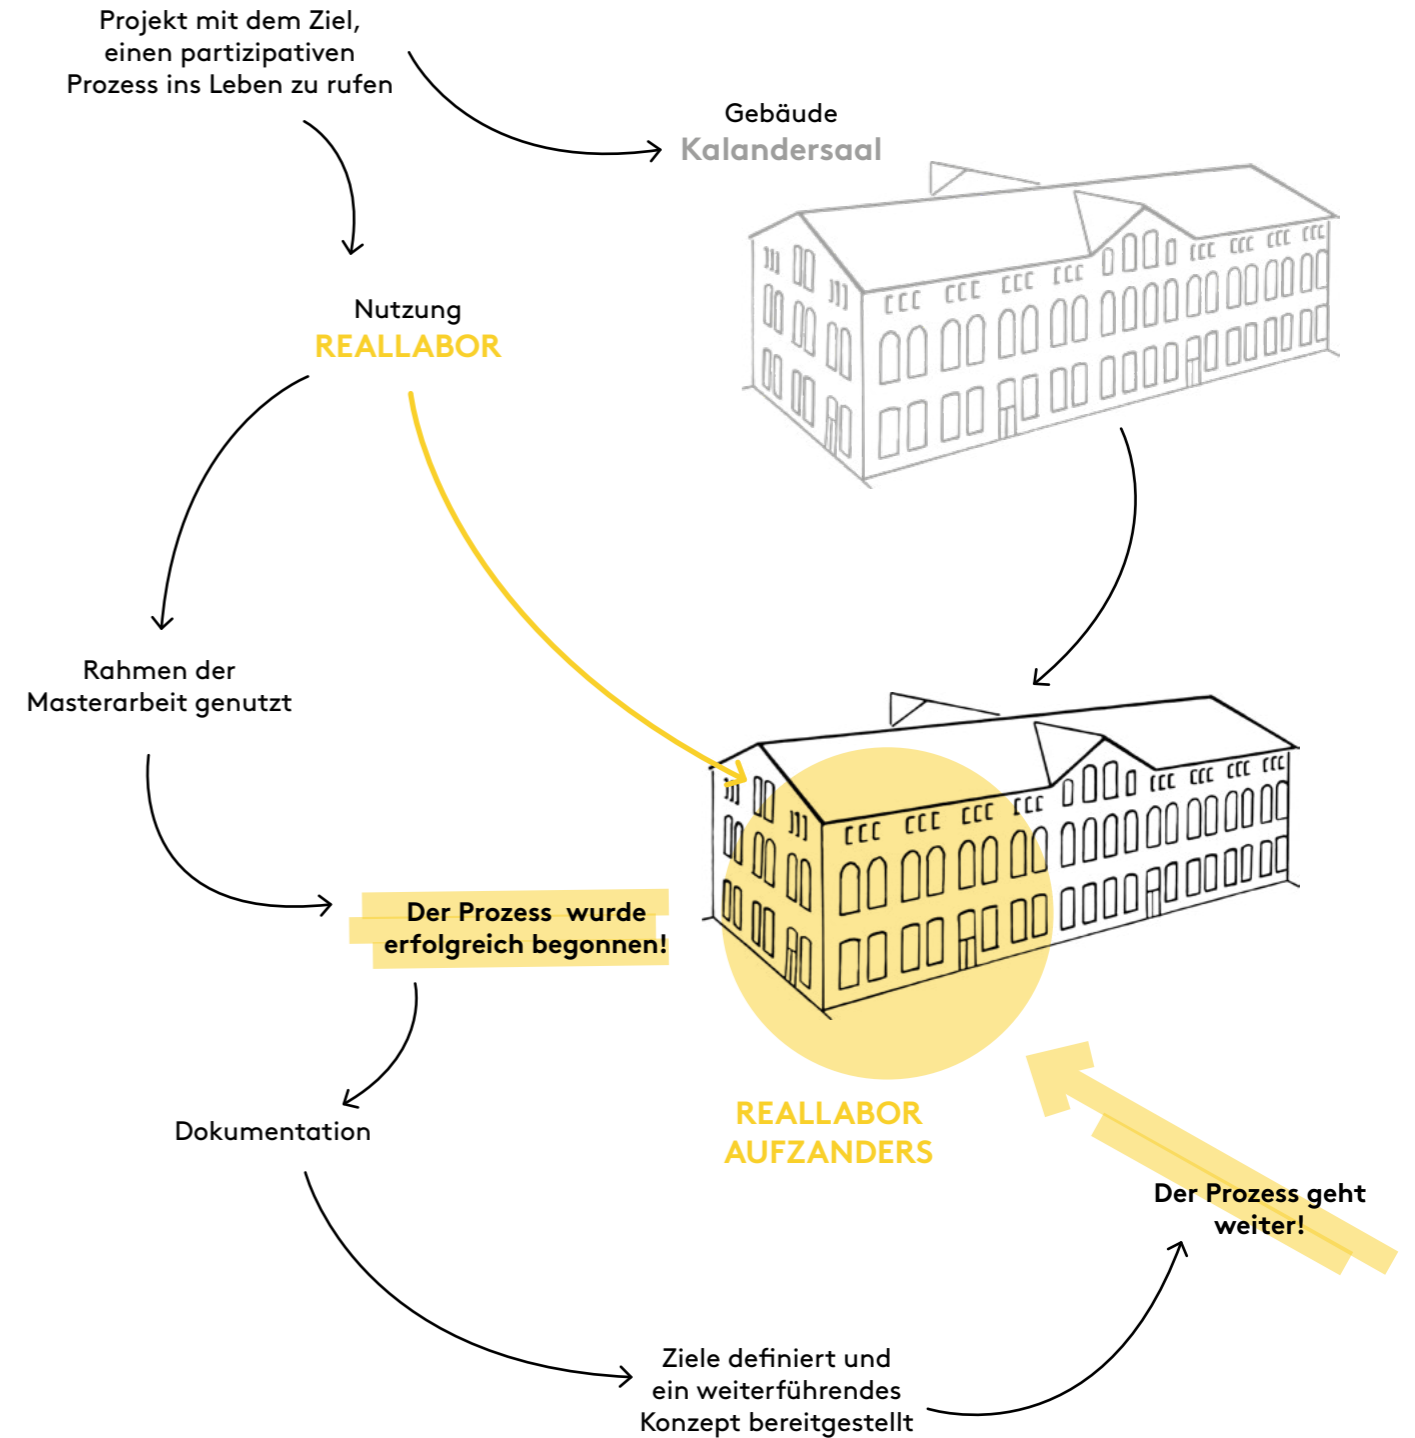 Projekt mit dem Ziel,
einen partizipativen
Prozess ins Leben zu rufen
Gebäude
Kalandersaal
Nutzung
REALLABOR
Rahmen der
Masterarbeit genutzt
Der Prozess wurde
erfolgreich begonnen!
Dokumentation
REALLABOR
AUFZANDERS
Der Prozess geht
weiter!
Ziele definiert und
ein weiterführendes
Konzept bereitgestellt